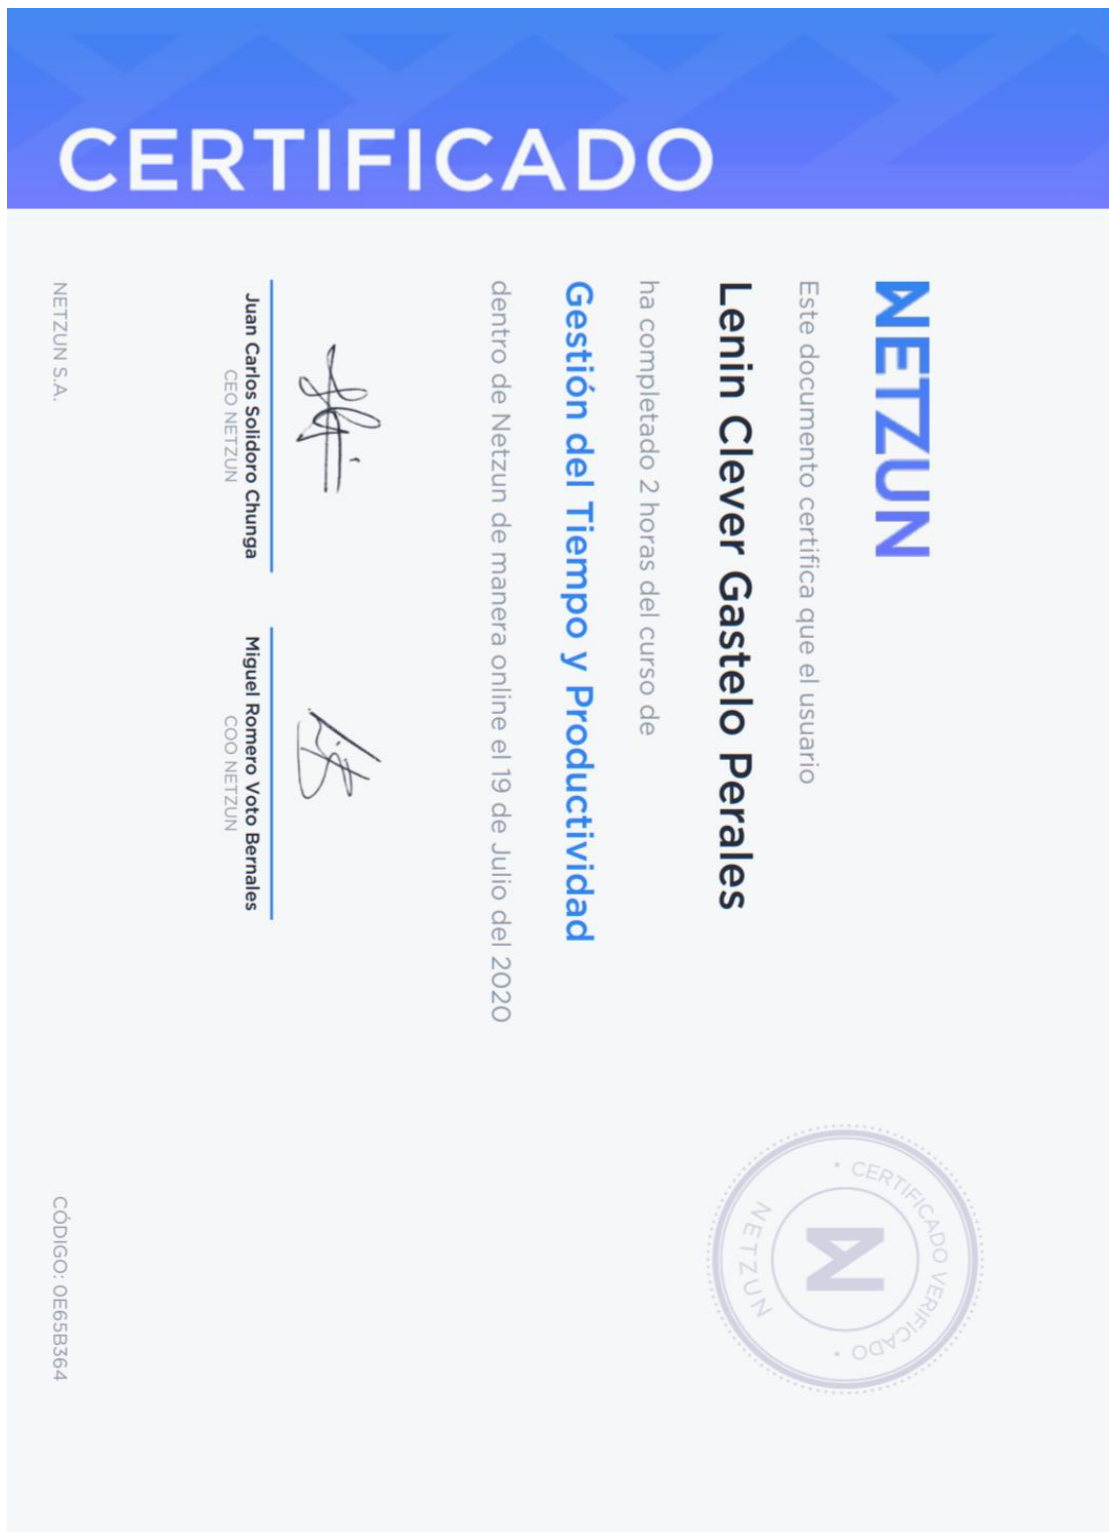 CERTIFICADO
NETZUN
Este documento certifica que el usuario
Lenin Clever Gastelo Perales
ha completado 2 horas del curso de
Gestión del Tiempo y Productividad
dentro de Netzun de manera online el 19 de Julio del 2020
Juan Carlos Solidoro Chunga
CEO NETZUN
Miguel Romero Voto Bernales
COO NETZUN
• CERTIFICADO VERIFICADO •
NETZUN
NETZUN S.A.
CÓDIGO: 0E65B364